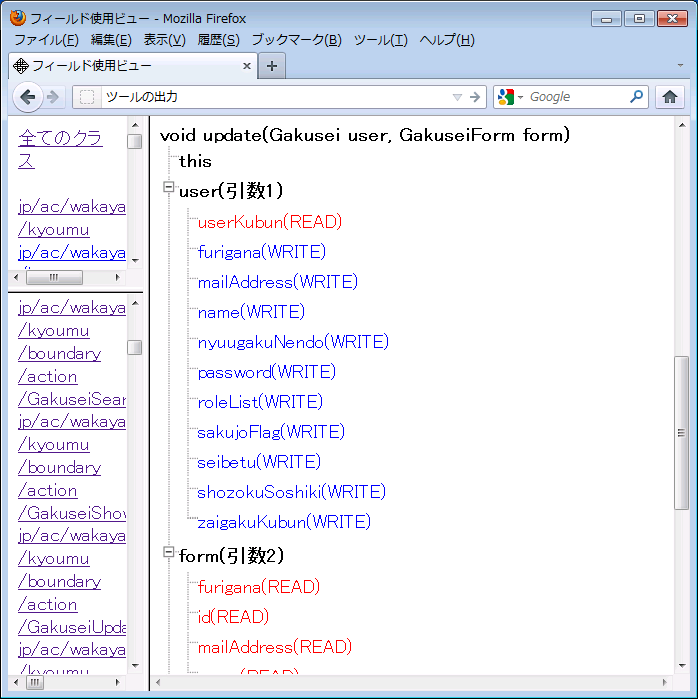 フィールド使用ビュー - Mozilla Firefox
ファイル(F) 編集(E) 表示(V) 履歴(S) ブックマーク(B) ツール(T) ヘルプ(H)
フィールド使用ビュー
ツールの出力
Google
全てのクラ
ス
jp/ac/wakaya
/kyoumu
jp/ac/wakaya
jp/ac/wakaya
/kyoumu
/boundary
/action
/GakuseiSear
jp/ac/wakaya
/kyoumu
/boundary
/action
/GakuseiShow
jp/ac/wakaya
/kyoumu
/boundary
/action
/GakuseiUpda
jp/ac/wakaya
/kyoumu
void update(Gakusei user, GakuseiForm form)
this
user(引数1)
userKubun(READ)
furigana(WRITE)
mailAddress(WRITE)
name(WRITE)
nyuugakuNendo(WRITE)
password(WRITE)
roleList(WRITE)
sakujoFlag(WRITE)
seibetu(WRITE)
shozokuSoshiki(WRITE)
zaigakuKubun(WRITE)
form(引数2)
furigana(READ)
id(READ)
mailAddress(READ)